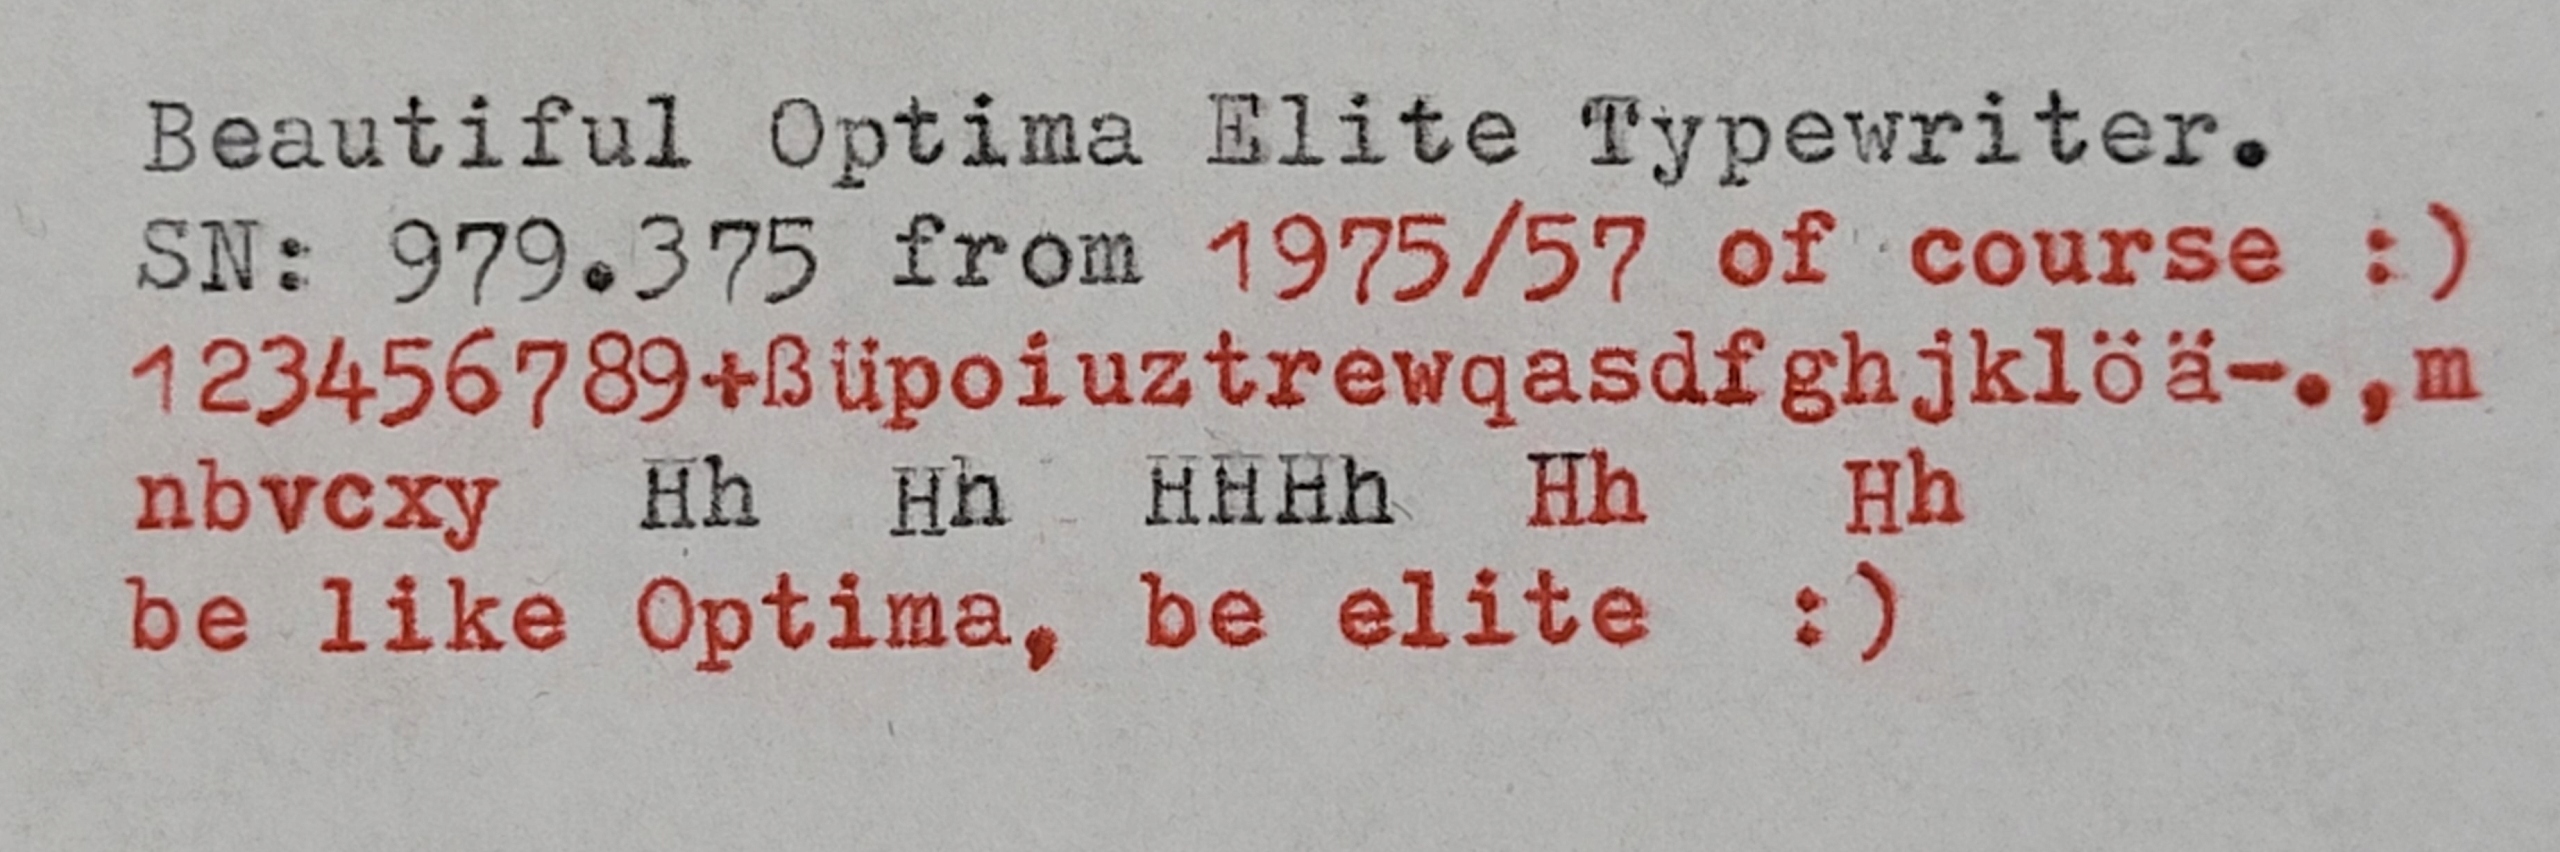 Beautiful Optima Elite Typewriter.
SN: 979.375 from 1975/57 of course :)
123456789+ßüpoiuztrewqasdfghjklöä-.,m
nbvcxy  Hh  Hh  HHHh  Hh   Hh
be like Optima, be elite  :)